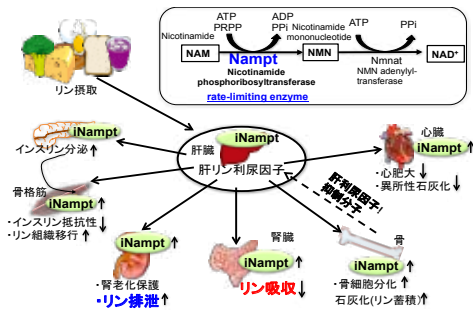 ATP
PRPP
ADP
PPi
ATP
PPi
Nicotinamide
Nicotinamide
mononucleotide
NAM
Nampt
NMN
Nmnat
NAD⁺
Nicotinamide
phosphoribosyltransferase
NMN adenylyl-
transferase
rate-limiting enzyme
リン摂取
iNampt
インスリン分泌
肝臓
iNampt
肝リン利尿因子
心臓
iNampt
・心肥大
・異所性石灰化
骨格筋
iNampt
・インスリン抵抗性
・リン組織移行
肝利尿因子↓
抑制分子
iNampt
・腎老化保護
・リン排泄
腎臓
iNampt
リン吸収
骨
iNampt
・骨細胞分化
石灰化(リン蓄積)